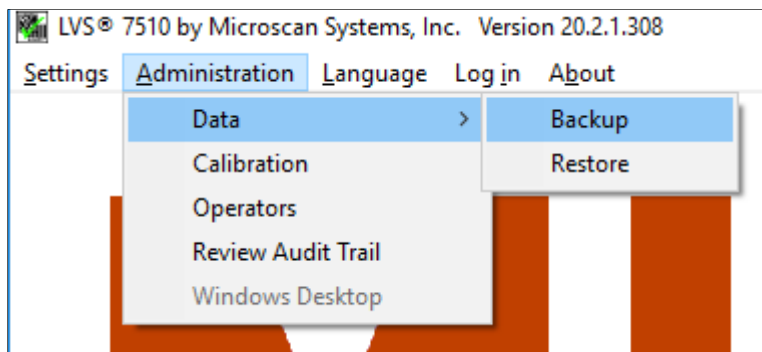 LVS® 7510 by Microscan Systems, Inc. Version 20.2.1.308
Settings Administration Language Log in About
Data > Backup
Calibration Restore
Operators
Review Audit Trail
Windows Desktop